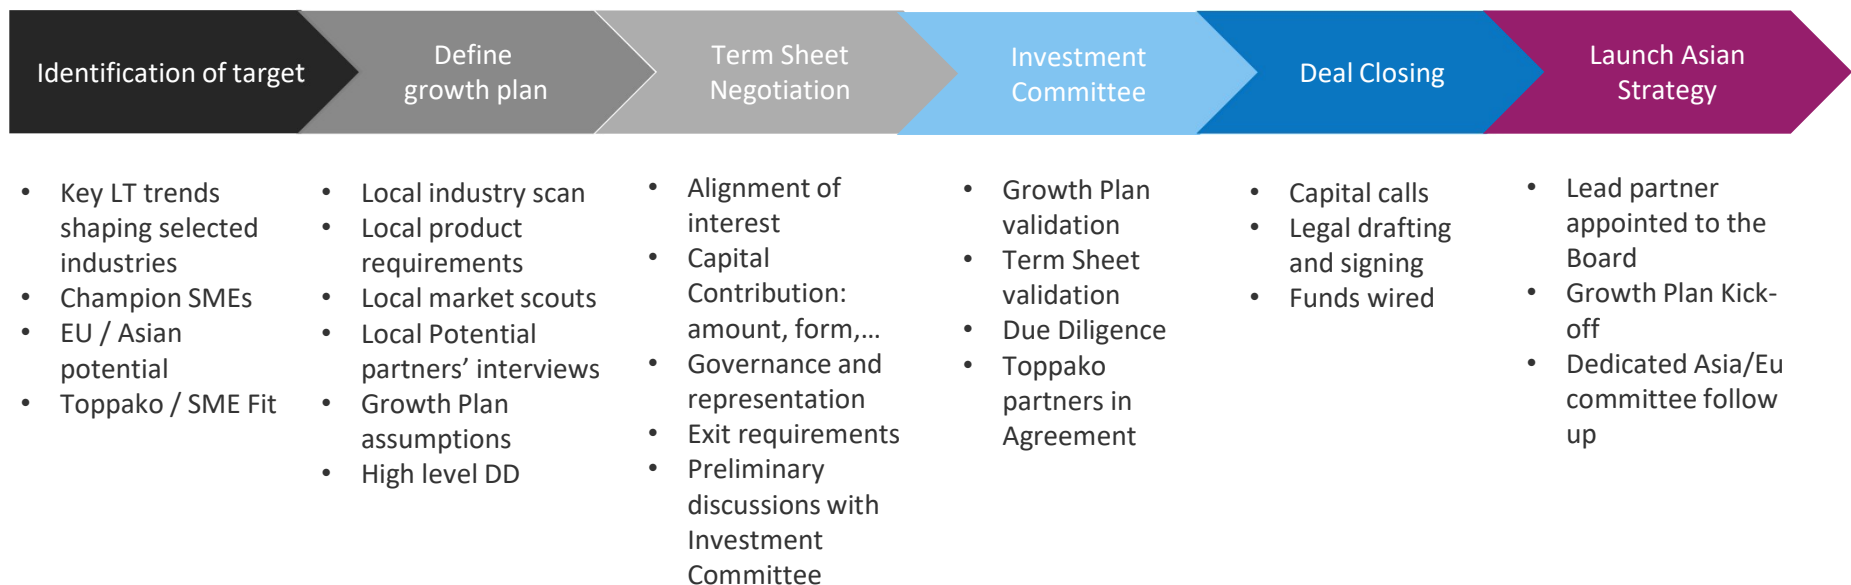 Identification of target
Define
growth plan
Term Sheet
Negotiation
Investment
Committee
Deal Closing
Launch Asian
Strategy
• Key LT trends
shaping selected
industries
• Champion SMEs
• EU / Asian
potential
• Toppako / SME Fit
• Local industry scan
• Local product
requirements
• Local market scouts
• Local Potential
partners’ interviews
• Growth Plan
assumptions
• High level DD
• Alignment of
interest
• Capital
Contribution:
amount, form,…
• Governance and
representation
• Exit requirements
• Preliminary
discussions with
Investment
Committee
• Growth Plan
validation
• Term Sheet
validation
• Due Diligence
• Toppako
partners in
Agreement
• Capital calls
• Legal drafting
and signing
• Funds wired
• Lead partner
appointed to the
Board
• Growth Plan Kick-
off
• Dedicated Asia/Eu
committee follow
up